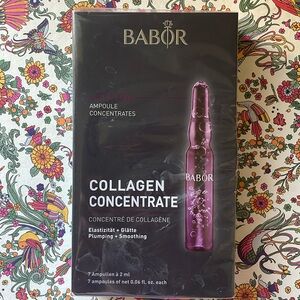 BABOR
AMPOULE
CONCENTRATES
BABOR
COLLAGEN
CONCENTRATE
CONCENTRÉ DE COLLAGÈNE
Elastizität + Glätte
Plumping + Smoothing
7 Ampullen à 2 ml
7 ampoules of net 0.06 fl. oz. each